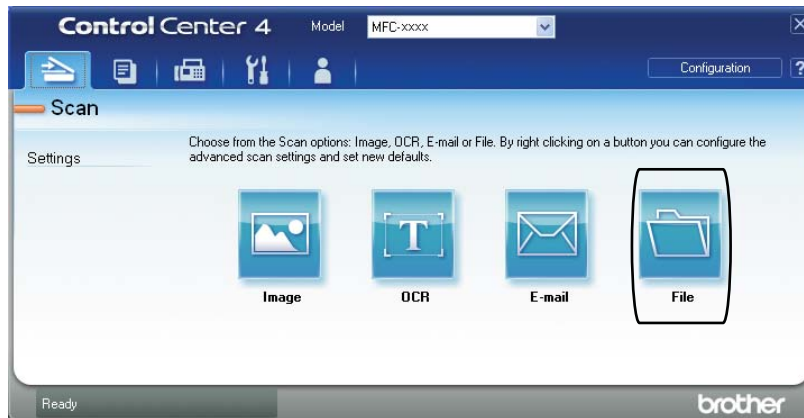 Control Center 4 Model MFC-xxxx
Configuration ?
Scan
Settings
Choose from the Scan options: Image, OCR, E-mail or File. By right clicking on a button you can configure the
advanced scan settings and set new defaults.
T
Image OCR E-mail File
Ready brother